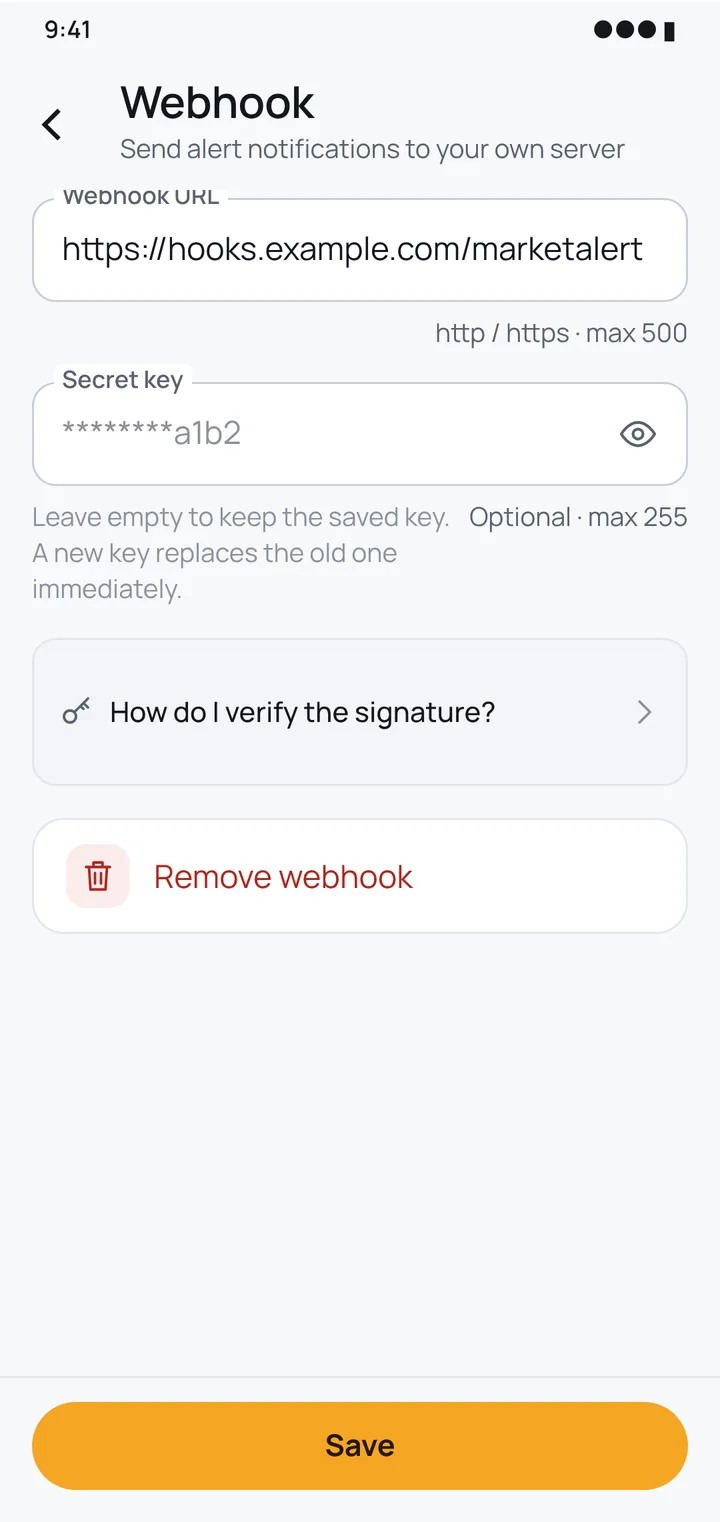 9:41
Webhook
Send alert notifications to your own server
Webhook URL
https://hooks.example.com/marketalert
http / https · max 500
Secret key
********a1b2
Leave empty to keep the saved key.
A new key replaces the old one
immediately.
Optional · max 255
How do I verify the signature?
Remove webhook
Save